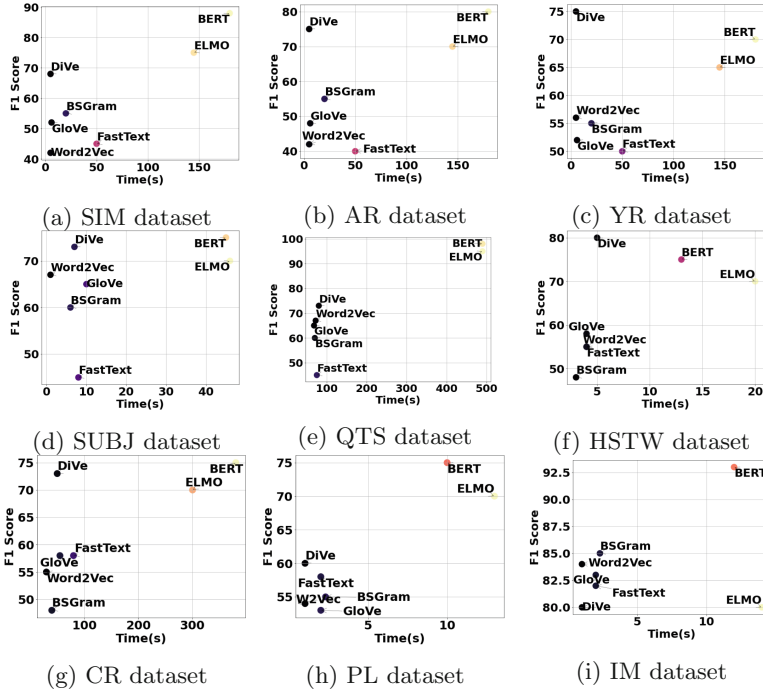 90
80
70
60
50
40
F1 Score
BERT
ELMO
DiVe
BSGram
GloVe
FastText
Word2Vec
0 50 100 150
Time(s)
(a) SIM dataset
80
70
60
50
40
F1 Score
DiVe
BERT
ELMO
BSGram
GloVe
Word2Vec
FastText
0 50 100 150
Time(s)
(b) AR dataset
75
70
65
60
55
50
F1 Score
DiVe
BERT
ELMO
Word2Vec
BSGram
GloVe
FastText
0 50 100 150
Time(s)
(c) YR dataset
70
60
50
F1 Score
DiVe
BERT
Word2Vec
ELMO
GloVe
BSGram
FastText
0 10 20 30 40
Time(s)
(d) SUBJ dataset
100
90
80
70
60
50
F1 Score
BERT
ELMO
DiVe
Word2Vec
GloVe
BSGram
FastText
100 200 300 400 500
Time(s)
(e) QTS dataset
80
70
60
50
F1 Score
DiVe
BERT
ELMO
GloVe
Word2Vec
FastText
BSGram
5 10 15 20
Time(s)
(f) HSTW dataset
75
70
65
60
55
50
F1 Score
DiVe
BERT
ELMO
FastText
GloVe
Word2Vec
BSGram
100 200 300
Time(s)
(g) CR dataset
75
70
65
60
55
F1 Score
BERT
ELMO
DiVe
FastText
W2Vec
BSGram
GloVe
5 10
Time(s)
(h) PL dataset
92.5
90.0
87.5
85.0
82.5
80.0
F1 Score
BERT
BSGram
Word2Vec
GloVe
FastText
DiVe
ELMO
5 10
Time(s)
(i) IM dataset